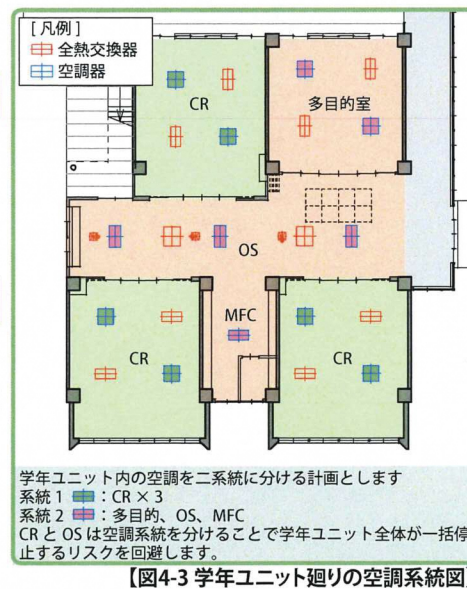 [ 凡例 ]
全熱交換器
空調器
CR
多目的室
OS
MFC
CR
CR
学年ユニット内の空調を二系統に分ける計画とします
系統 1 : CR × 3
系統 2 : 多目的、OS、MFC
CR と OS は空調系統を分けることで学年ユニット全体が一括停
止するリスクを回避します。
【図4-3 学年ユニット廻りの空調系統図】